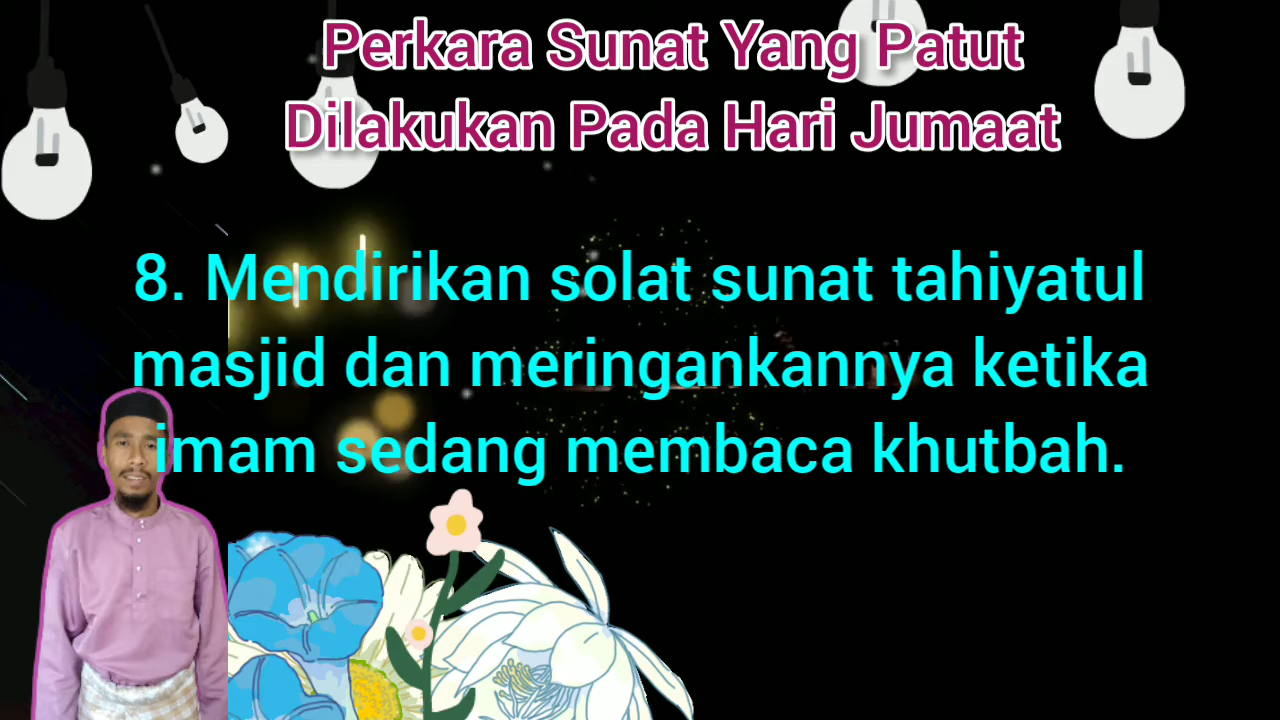 Perkara Sunat Yang Patut
Dilakukan Pada Hari Jumaat
8. Mendirikan solat sunat tahiyatul
masjid dan meringankannya ketika
imam sedang membaca khutbah.